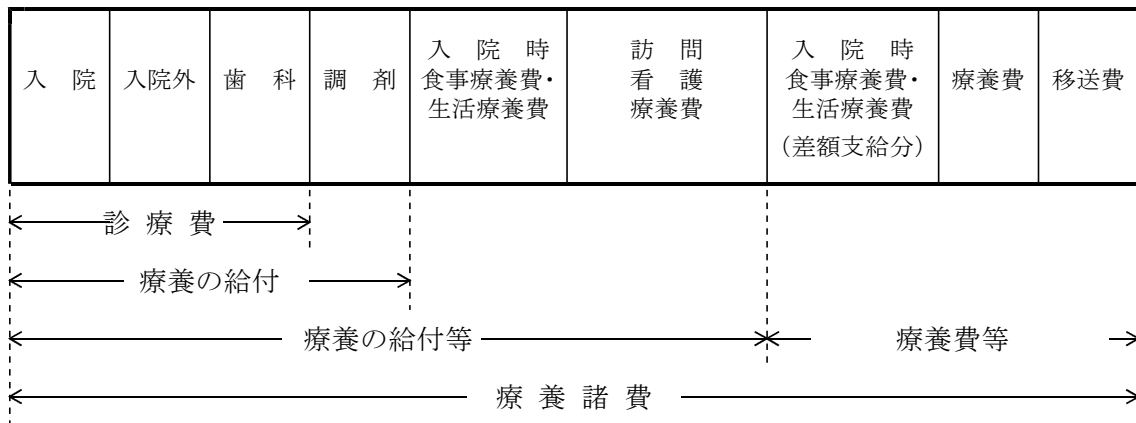 入院
入院外
歯科
調剤
入院時
食事療養費・
生活療養費
訪問
看護
療養費
入院時
食事療養費・
生活療養費
（差額支給分）
療養費
移送費
診療費
療養の給付
療養の給付等
療養費等
療養諸費